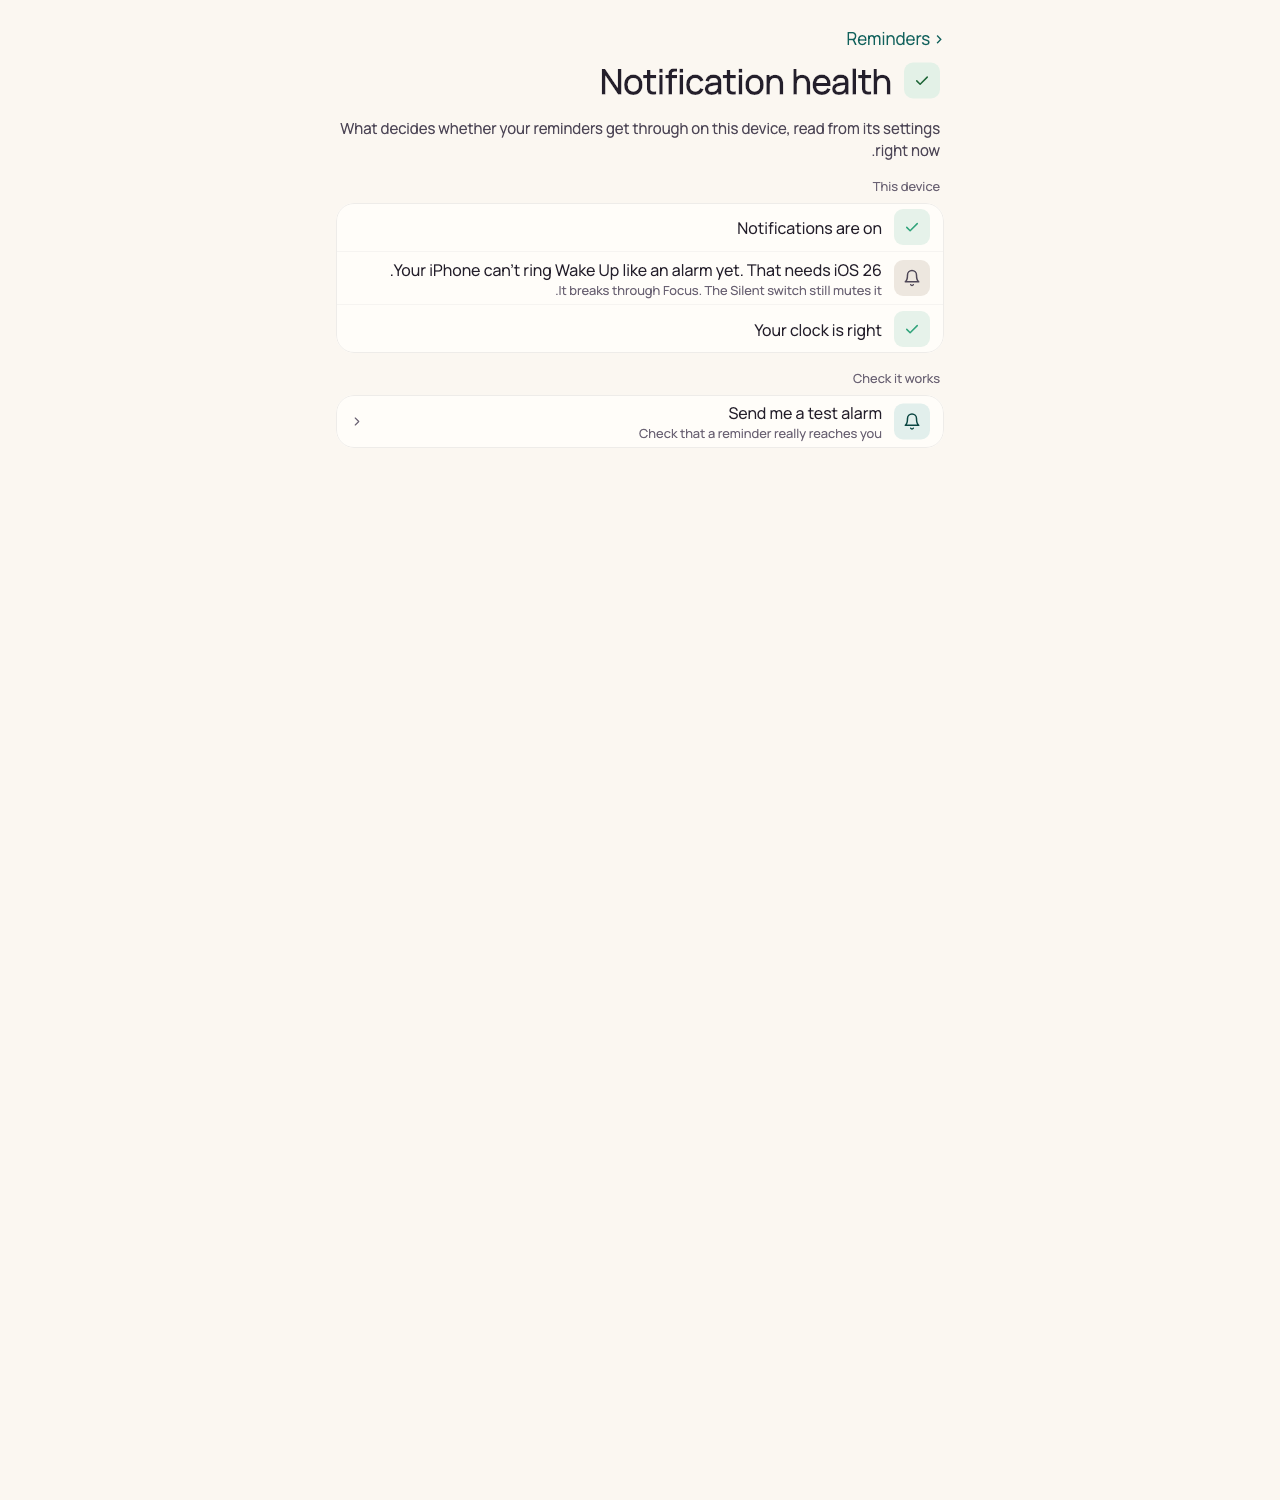 Reminders
Notification health
What decides whether your reminders get through on this device, read from its settings
.right now
This device
Notifications are on
.Your iPhone can't ring Wake Up like an alarm yet. That needs iOS 26
.It breaks through Focus. The Silent switch still mutes it
Your clock is right
Check it works
Send me a test alarm
Check that a reminder really reaches you